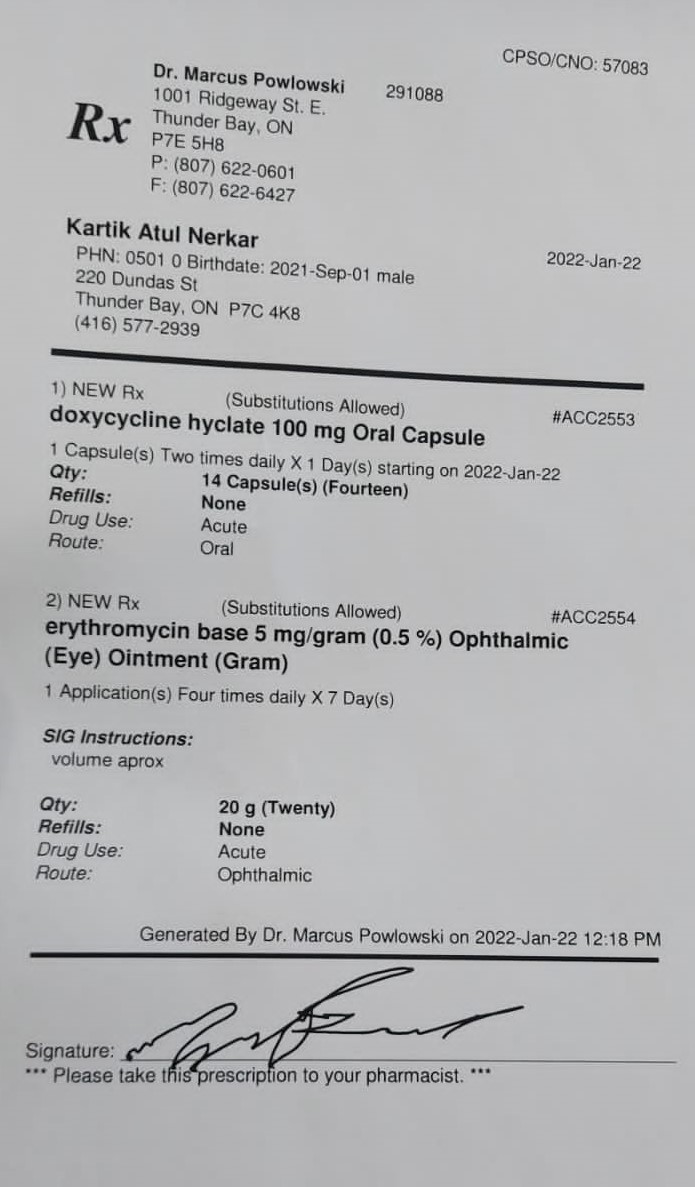 CPSO/CNO: 57083
Dr. Marcus Powlowski 291088
Rx
1001 Ridgeway St. E.
Thunder Bay, ON
P7E 5H8
P: (807) 622-0601
F: (807) 622-6427
Kartik Atul Nerkar
2022-Jan-22
PHN: 0501 0 Birthdate: 2021-Sep-01 male
220 Dundas St
Thunder Bay, ON P7C 4K8
(416) 577-2939
1) NEW Rx (Substitutions Allowed) #ACC2553
doxycycline hyclate 100 mg Oral Capsule
1 Capsule(s) Two times daily X 1 Day(s) starting on 2022-Jan-22
Qty: 14 Capsule(s) (Fourteen)
Refills: None
Drug Use: Acute
Route: Oral
2) NEW Rx (Substitutions Allowed) #ACC2554
erythromycin base 5 mg/gram (0.5 %) Ophthalmic
(Eye) Ointment (Gram)
1 Application(s) Four times daily X 7 Day(s)
SIG Instructions:
volume aprox
Qty: 20 g (Twenty)
Refills: None
Drug Use: Acute
Route: Ophthalmic
Generated By Dr. Marcus Powlowski on 2022-Jan-22 12:18 PM
Signature:
*** Please take this prescription to your pharmacist. ***